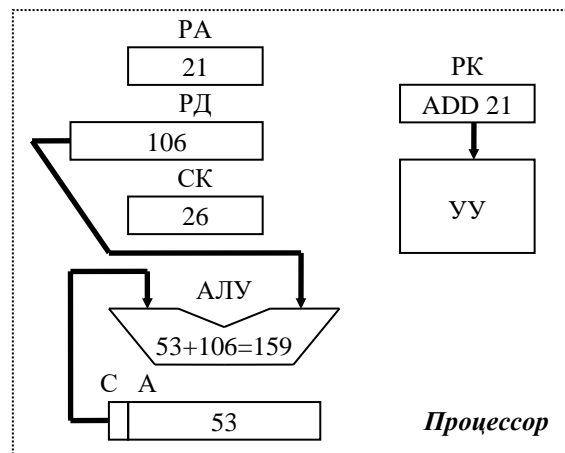 РА
21
РК
ADD 21
РД
106
СК
26
УУ
АЛУ
53+106=159
С А
53
Процессор